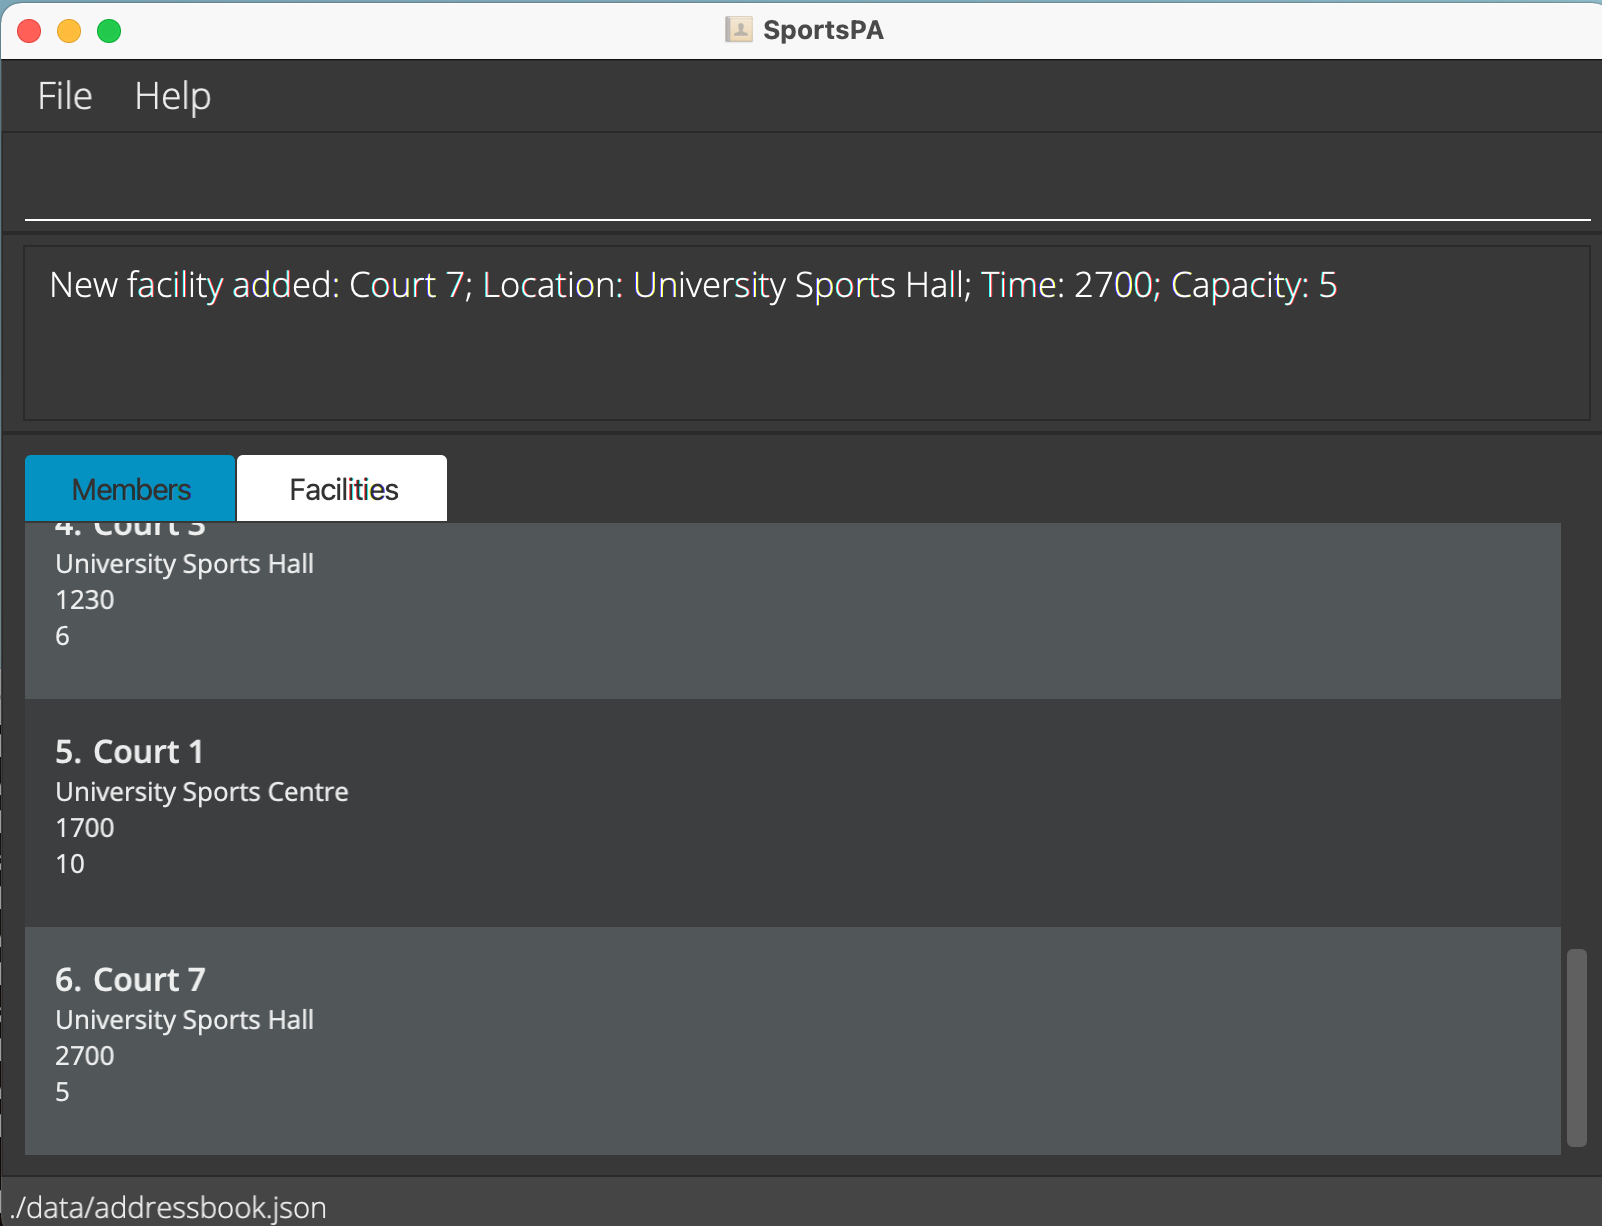 SportsPA
File Help
New facility added: Court 7; Location: University Sports Hall; Time: 2700; Capacity: 5
Members Facilities
4. Court 3
University Sports Hall
1230
6
5. Court 1
University Sports Centre
1700
10
6. Court 7
University Sports Hall
2700
5
./data/addressbook.json